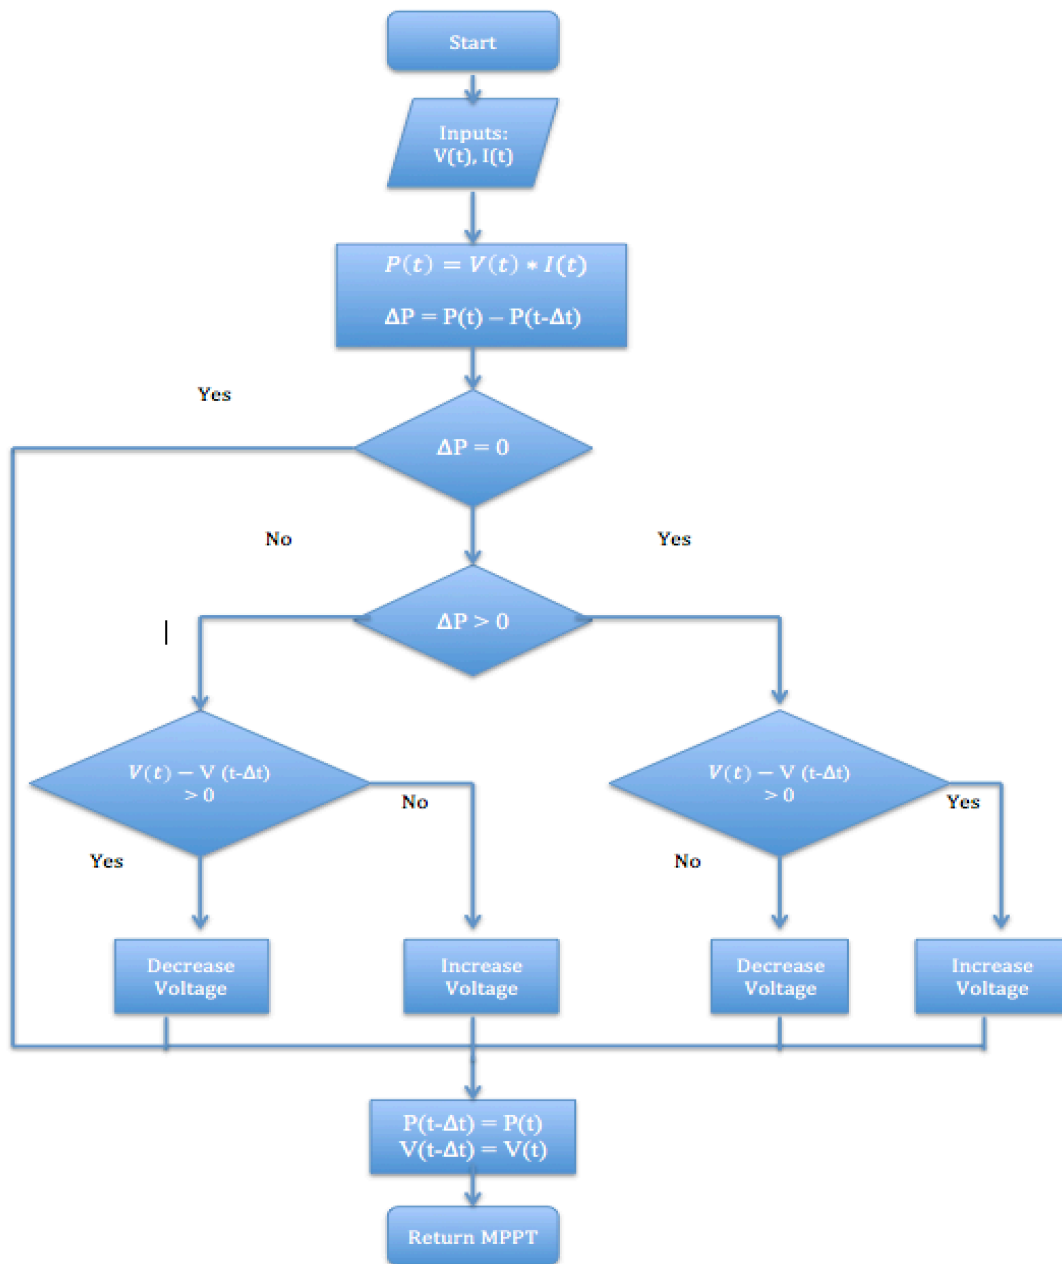 Start
Inputs:
V(t), I(t)
P(t) = V(t) ∗ I(t)
ΔP = P(t) – P(t-Δt)
Yes
ΔP = 0
No
Yes
ΔP > 0
V(t) − V (t-Δt)
> 0
No
Yes
V(t) − V (t-Δt)
> 0
Yes
No
Decrease
Voltage
Increase
Voltage
Decrease
Voltage
Increase
Voltage
P(t-Δt) = P(t)
V(t-Δt) = V(t)
Return MPPT